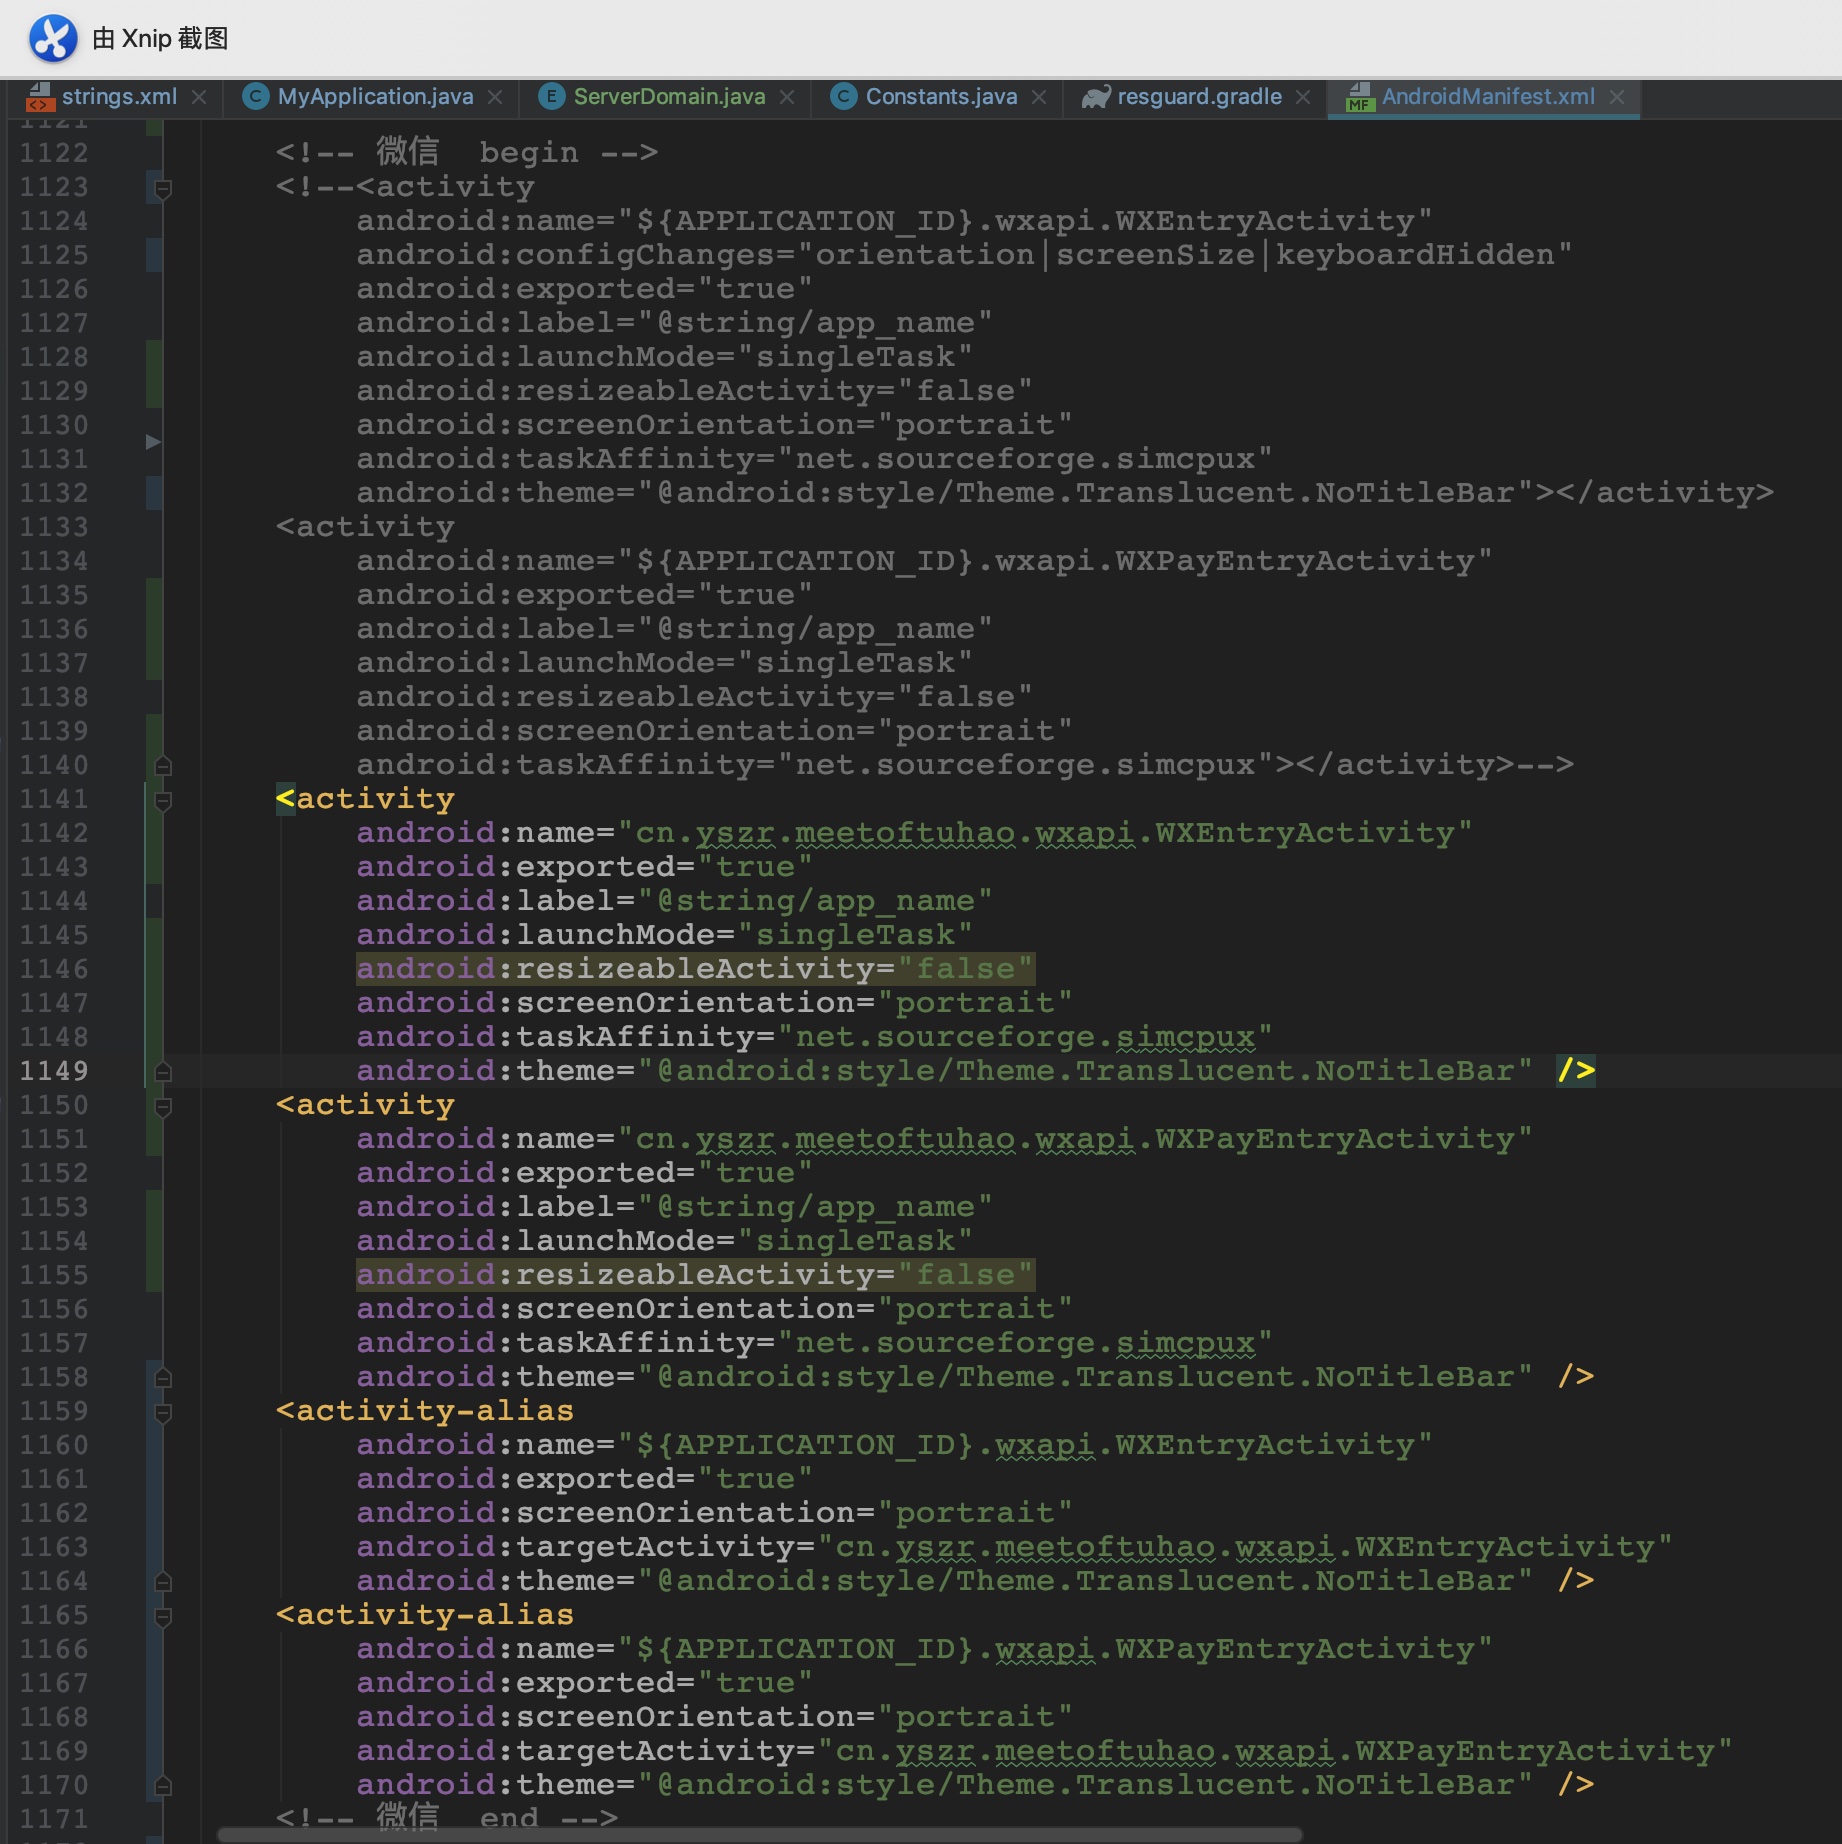 由 Xnip 截图
strings.xml MyApplication.java ServerDomain.java Constants.java resguard.gradle AndroidManifest.xml
1121
1122 <!-- 微信  begin -->
1123 <!--<activity
1124 android:name="${APPLICATION_ID}.wxapi.WXEntryActivity"
1125 android:configChanges="orientation|screenSize|keyboardHidden"
1126 android:exported="true"
1127 android:label="@string/app_name"
1128 android:launchMode="singleTask"
1129 android:resizeableActivity="false"
1130 android:screenOrientation="portrait"
1131 android:taskAffinity="net.sourceforge.simcpux"
1132 android:theme="@android:style/Theme.Translucent.NoTitleBar"></activity>
1133 <activity
1134 android:name="${APPLICATION_ID}.wxapi.WXPayEntryActivity"
1135 android:exported="true"
1136 android:label="@string/app_name"
1137 android:launchMode="singleTask"
1138 android:resizeableActivity="false"
1139 android:screenOrientation="portrait"
1140 android:taskAffinity="net.sourceforge.simcpux"></activity>-->
1141 <activity
1142 android:name="cn.yszr.meetoftuhao.wxapi.WXEntryActivity"
1143 android:exported="true"
1144 android:label="@string/app_name"
1145 android:launchMode="singleTask"
1146 android:resizeableActivity="false"
1147 android:screenOrientation="portrait"
1148 android:taskAffinity="net.sourceforge.simcpux"
1149 android:theme="@android:style/Theme.Translucent.NoTitleBar" />
1150 <activity
1151 android:name="cn.yszr.meetoftuhao.wxapi.WXPayEntryActivity"
1152 android:exported="true"
1153 android:label="@string/app_name"
1154 android:launchMode="singleTask"
1155 android:resizeableActivity="false"
1156 android:screenOrientation="portrait"
1157 android:taskAffinity="net.sourceforge.simcpux"
1158 android:theme="@android:style/Theme.Translucent.NoTitleBar" />
1159 <activity-alias
1160 android:name="${APPLICATION_ID}.wxapi.WXEntryActivity"
1161 android:exported="true"
1162 android:screenOrientation="portrait"
1163 android:targetActivity="cn.yszr.meetoftuhao.wxapi.WXEntryActivity"
1164 android:theme="@android:style/Theme.Translucent.NoTitleBar" />
1165 <activity-alias
1166 android:name="${APPLICATION_ID}.wxapi.WXPayEntryActivity"
1167 android:exported="true"
1168 android:screenOrientation="portrait"
1169 android:targetActivity="cn.yszr.meetoftuhao.wxapi.WXPayEntryActivity"
1170 android:theme="@android:style/Theme.Translucent.NoTitleBar" />
1171 <!-- 微信  end -->